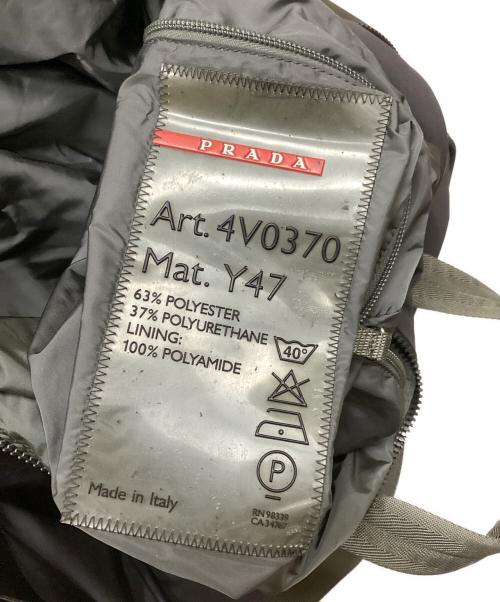 PRADA
Art. 4V0370
Mat. Y47
63% POLYESTER
37% POLYURETHANE
LINING:
100% POLYAMIDE
40°
P
Made in Italy
RN 98339
CA 34267